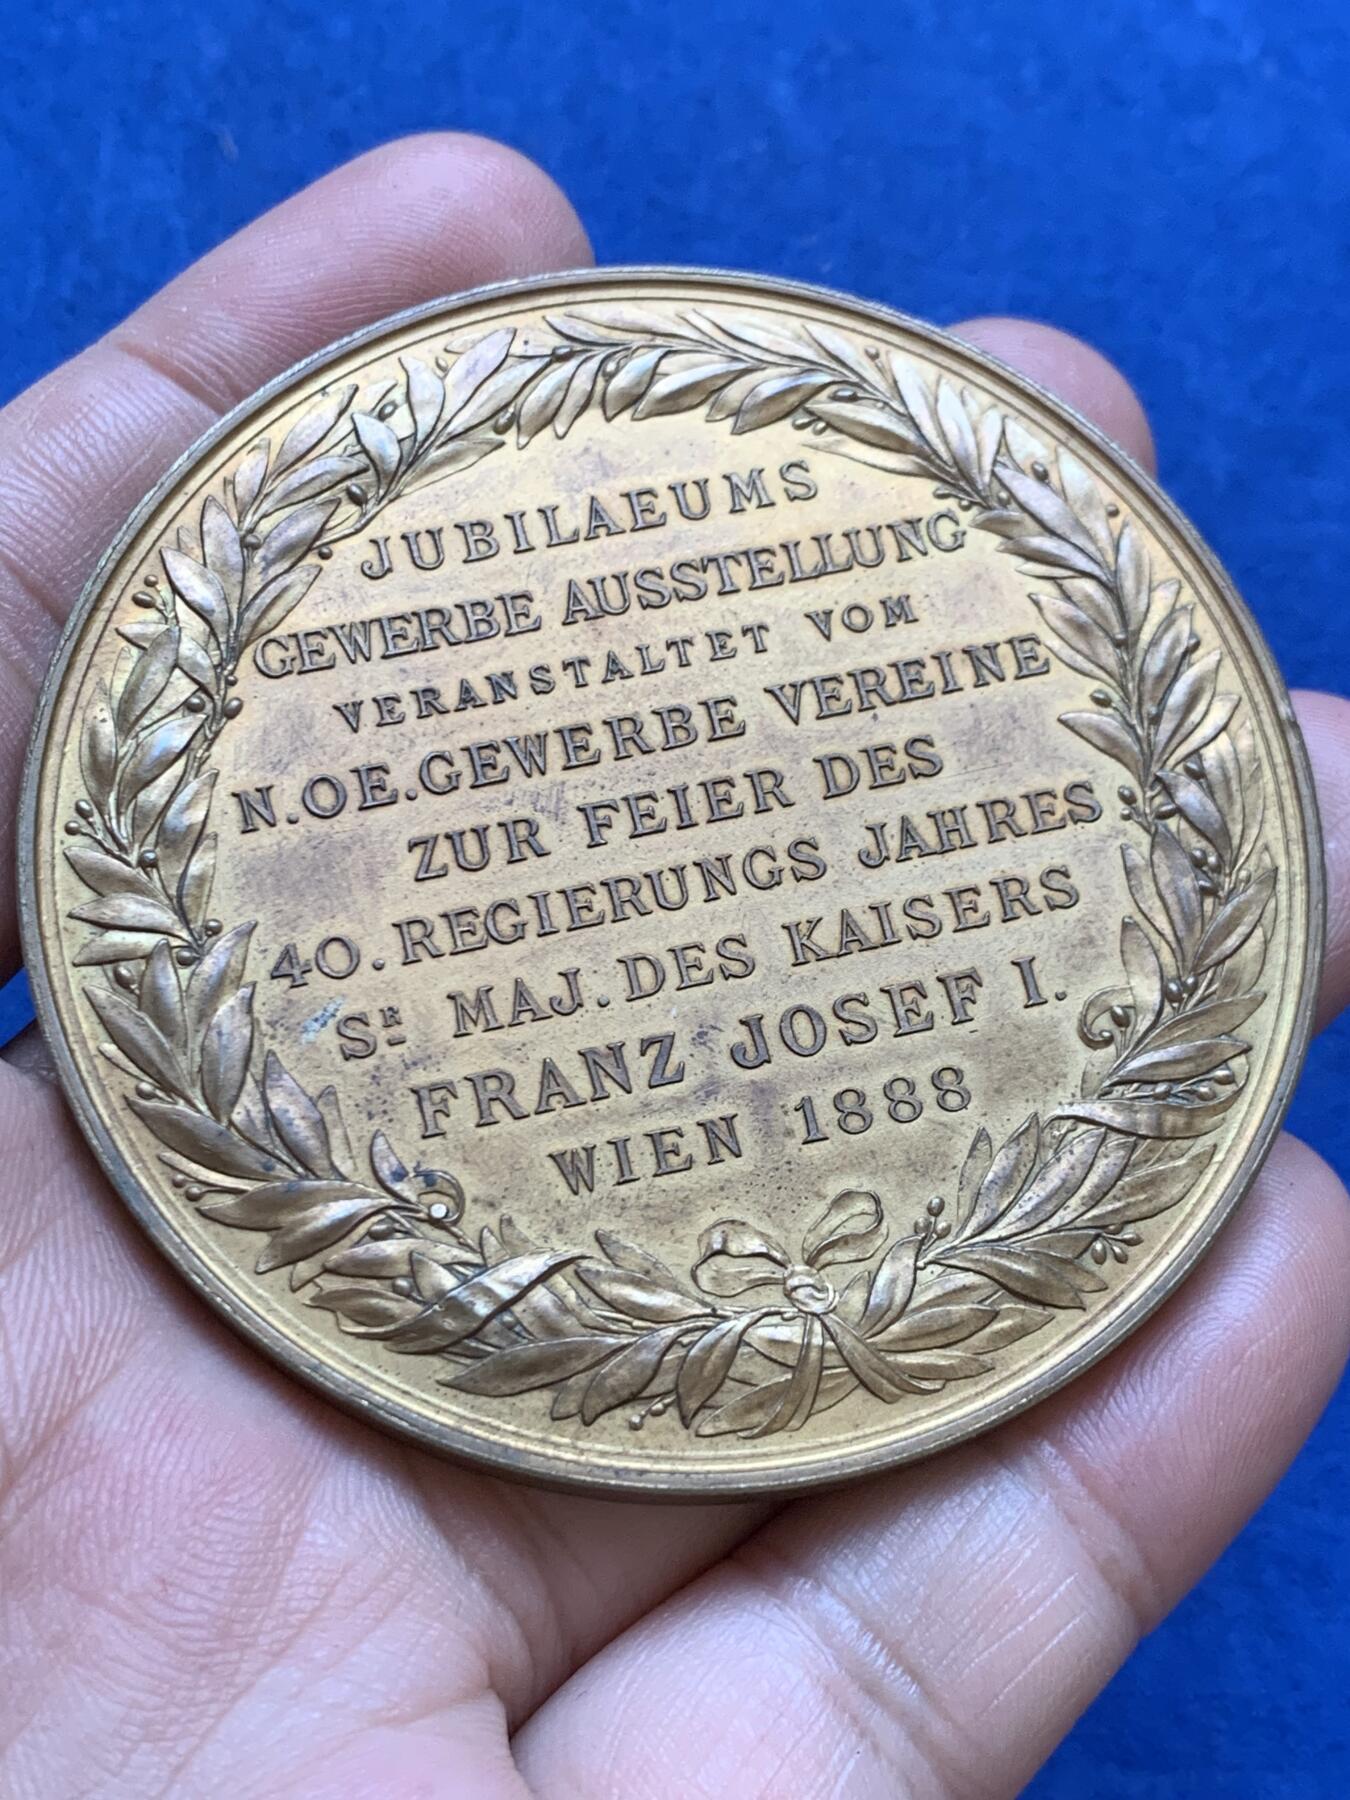 JUBILAEUMS
GEWERBE AUSSTELLUNG
VERANSTALTET VOM
N.OE.GEWERBE VEREINE
ZUR FEIER DES
40.REGIERUNGS JAHRES
SR MAJ.DES KAISERS
FRANZ JOSEF I.
WIEN 1888